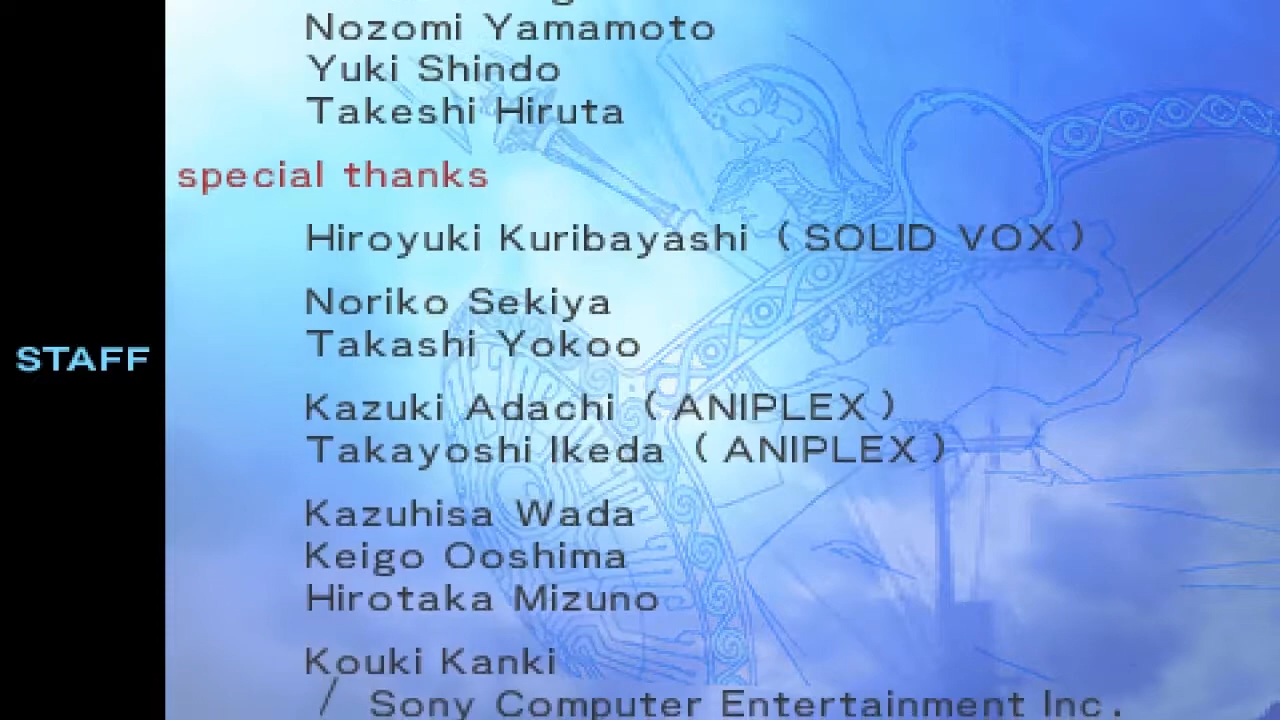 Nozomi Yamamoto
Yuki Shindo
Takeshi Hiruta
special thanks
Hiroyuki Kuribayashi (SOLID VOX)
Noriko Sekiya
Takashi Yokoo
STAFF
Kazuki Adachi (ANIPLEX)
Takayoshi Ikeda (ANIPLEX)
Kazuhisa Wada
Keigo Ooshima
Hirotaka Mizuno
Kouki Kanki
/ Sony Computer Entertainment Inc.